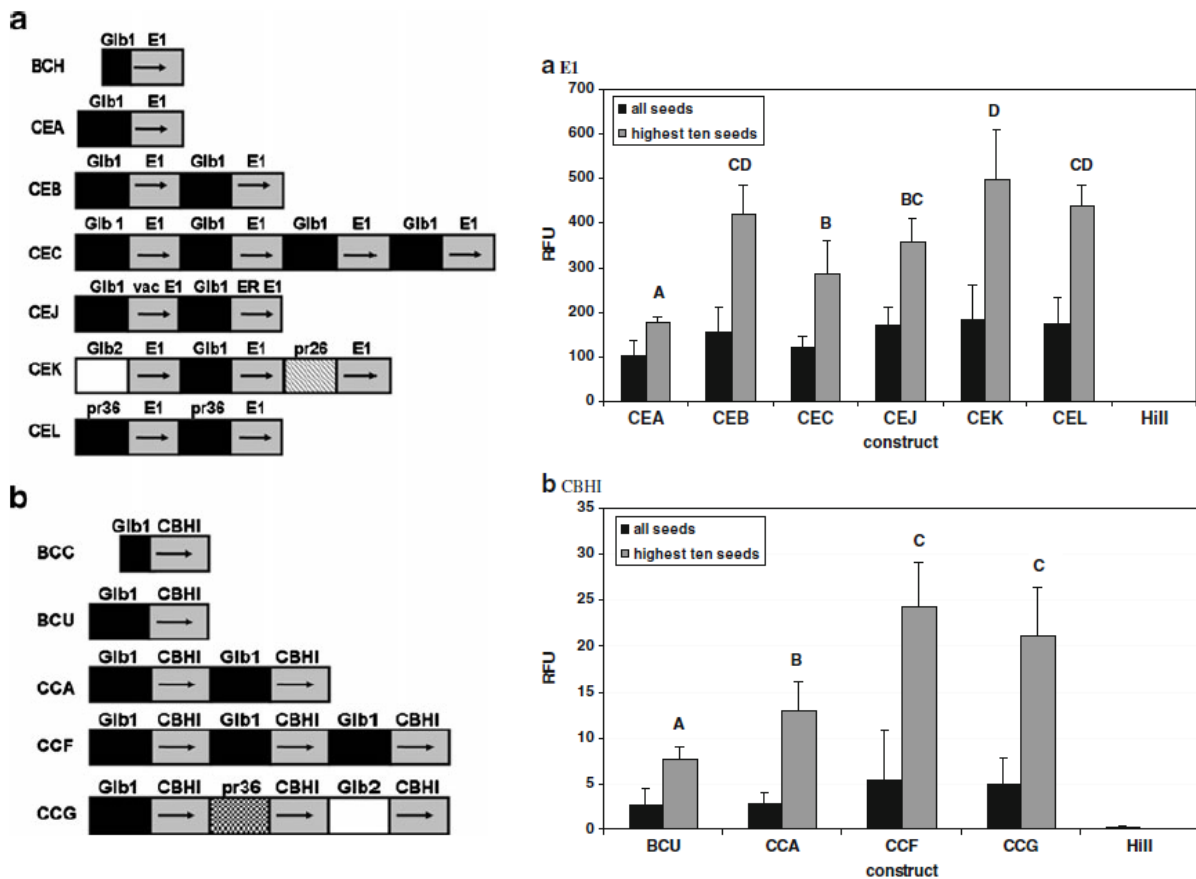 a
Glb1 E1
BCH
Glb1 E1
CEA
Glb1 E1 Glb1 E1
CEB
Glb 1 E1 Glb1 E1 Glb1 E1 Glb1 E1
CEC
Glb1 vac E1 Glb1 ER E1
CEJ
Glb2 E1 Glb1 E1 pr26 E1
CEK
pr36 E1 pr36 E1
CEL
b
Glb1 CBHI
BCC
Glb1 CBHI
BCU
Glb1 CBHI Glb1 CBHI
CCA
Glb1 CBHI Glb1 CBHI Glb1 CBHI
CCF
Glb1 CBHI pr36 CBHI Glb2 CBHI
CCG
a E1
700
600
500
400
300
200
100
0
RFU
all seeds
highest ten seeds
A
CD
B
BC
D
CD
CEA CEB CEC CEJ CEK CEL Hill
construct
b CBHI
35
30
25
20
15
10
5
0
RFU
all seeds
highest ten seeds
A
B
C
C
BCU CCA CCF CCG Hill
construct